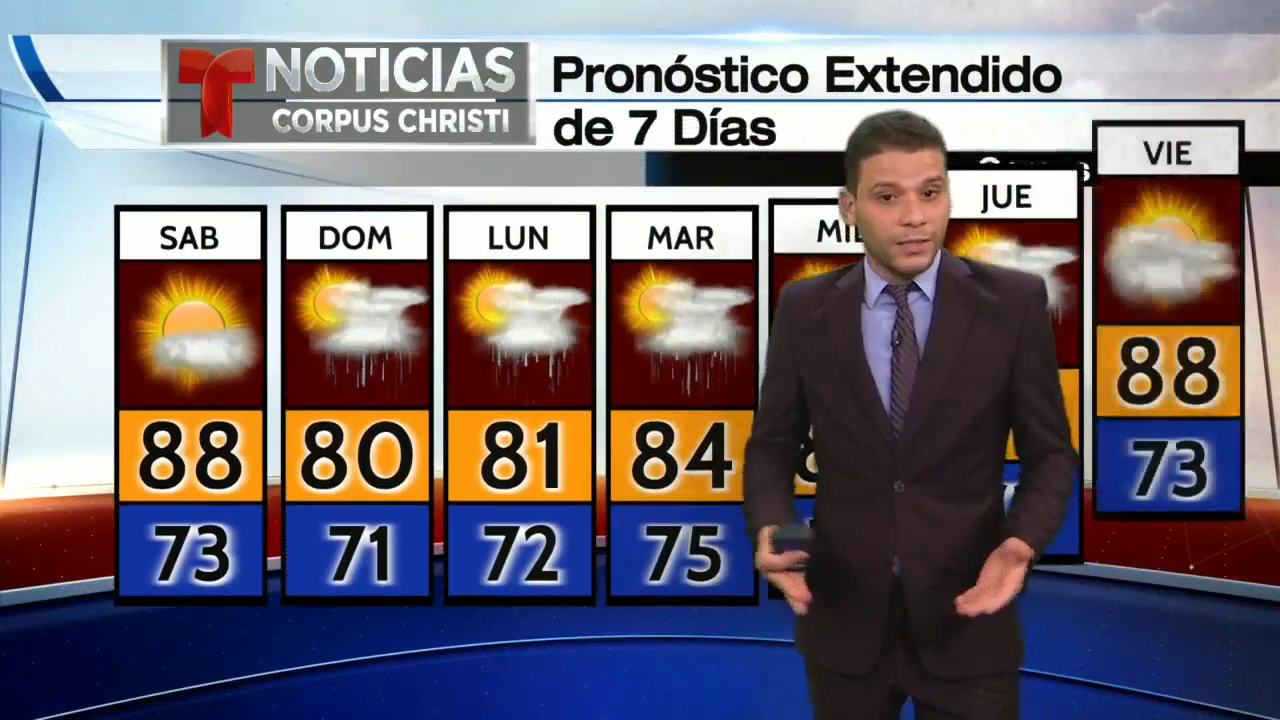 NOTICIAS
CORPUS CHRISTI
Pronóstico Extendido
de 7 Días
SAB
DOM
LUN
MAR
JUE
VIE
88
80
81
84
88
73
71
72
75
73